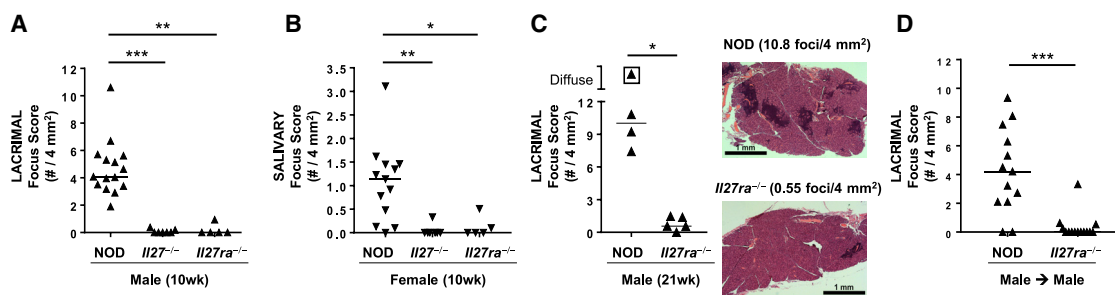 A
LACRIMAL
Focus Score
(# / 4 mm²)
12
10
8
6
4
2
0
**
***
NOD Il27⁻/⁻ Il27ra⁻/⁻
Male (10wk)
B
SALIVARY
Focus Score
(# / 4 mm²)
3.5
3.0
2.5
2.0
1.5
1.0
0.5
0.0
*
**
NOD Il27⁻/⁻ Il27ra⁻/⁻
Female (10wk)
C
LACRIMAL
Focus Score
(# / 4 mm²)
Diffuse
12
9
6
3
0
*
NOD Il27ra⁻/⁻
Male (21wk)
NOD (10.8 foci/4 mm²)
1 mm
Il27ra⁻/⁻ (0.55 foci/4 mm²)
1 mm
D
LACRIMAL
Focus Score
(# / 4 mm²)
12
10
8
6
4
2
0
***
NOD Il27ra⁻/⁻
Male → Male